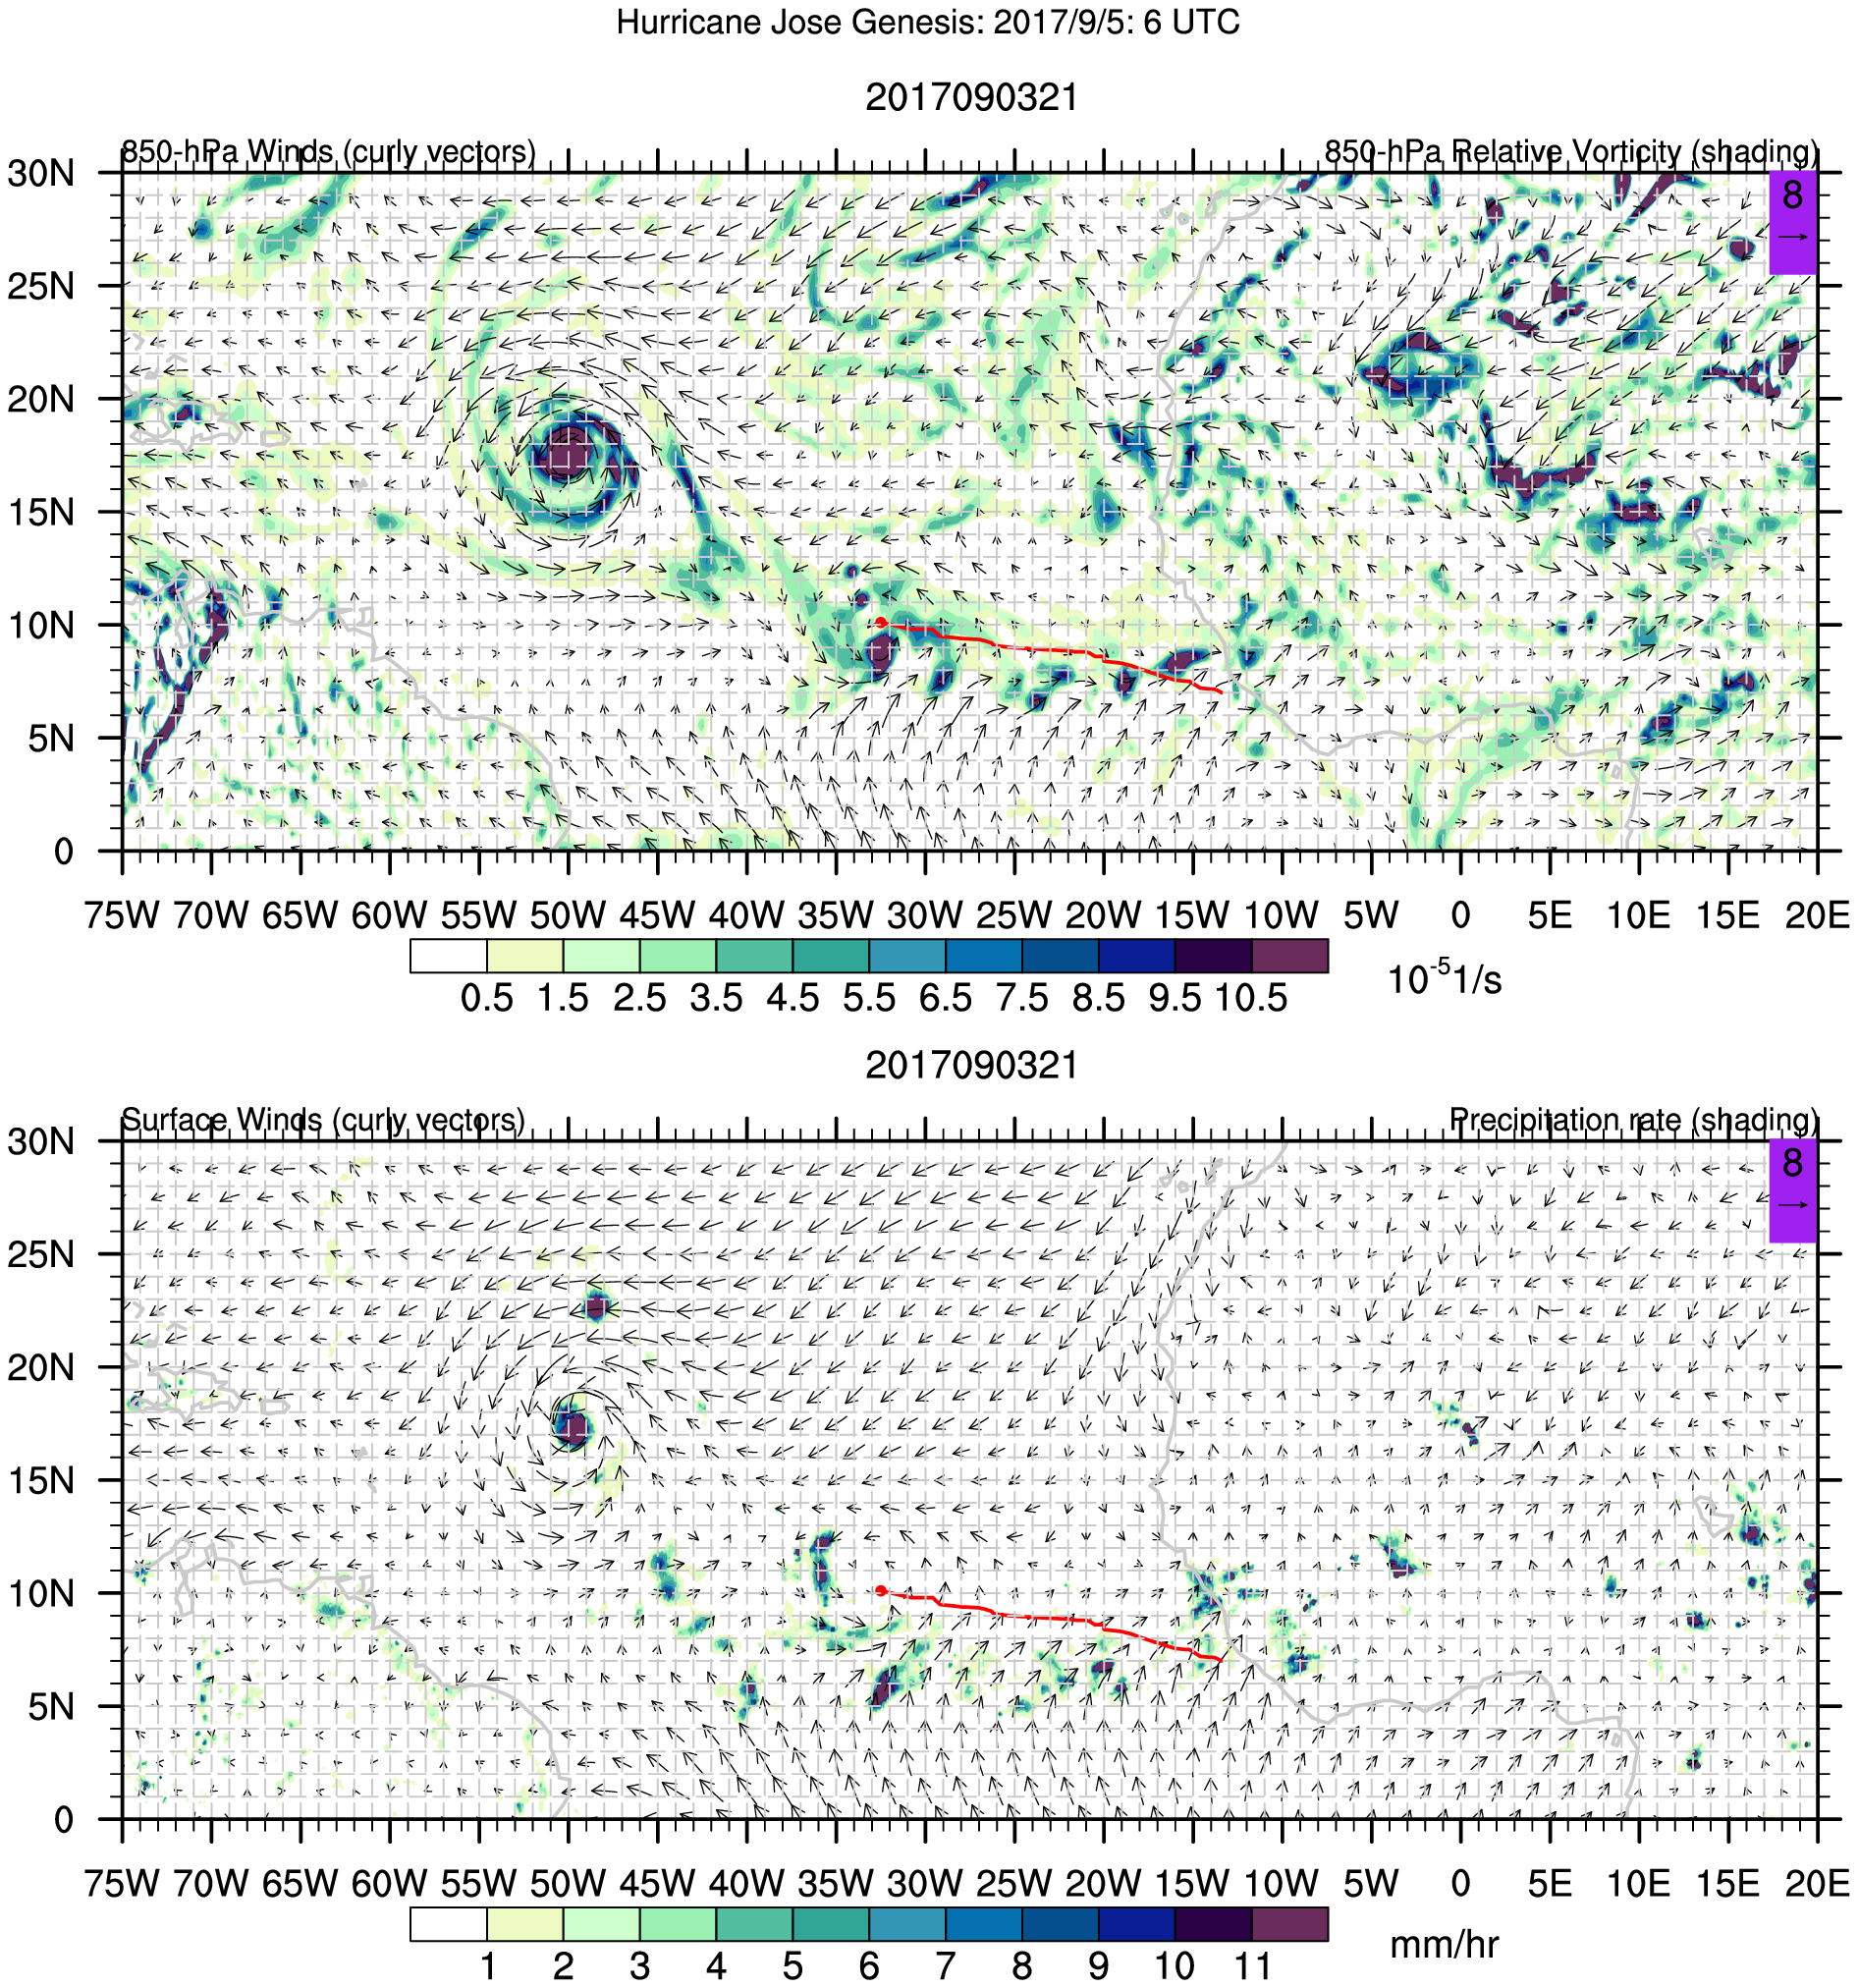 Hurricane Jose Genesis: 2017/9/5: 6 UTC
2017090321
850-hPa Winds (curly vectors) 850-hPa Relative Vorticity (shading)
8
30N
25N
20N
15N
10N
5N
0
75W 70W 65W 60W 55W 50W 45W 40W 35W 30W 25W 20W 15W 10W 5W 0 5E 10E 15E 20E
0.5 1.5 2.5 3.5 4.5 5.5 6.5 7.5 8.5 9.5 10.5
10⁻⁵1/s
2017090321
Surface Winds (curly vectors) Precipitation rate (shading)
8
30N
25N
20N
15N
10N
5N
0
75W 70W 65W 60W 55W 50W 45W 40W 35W 30W 25W 20W 15W 10W 5W 0 5E 10E 15E 20E
1 2 3 4 5 6 7 8 9 10 11
mm/hr